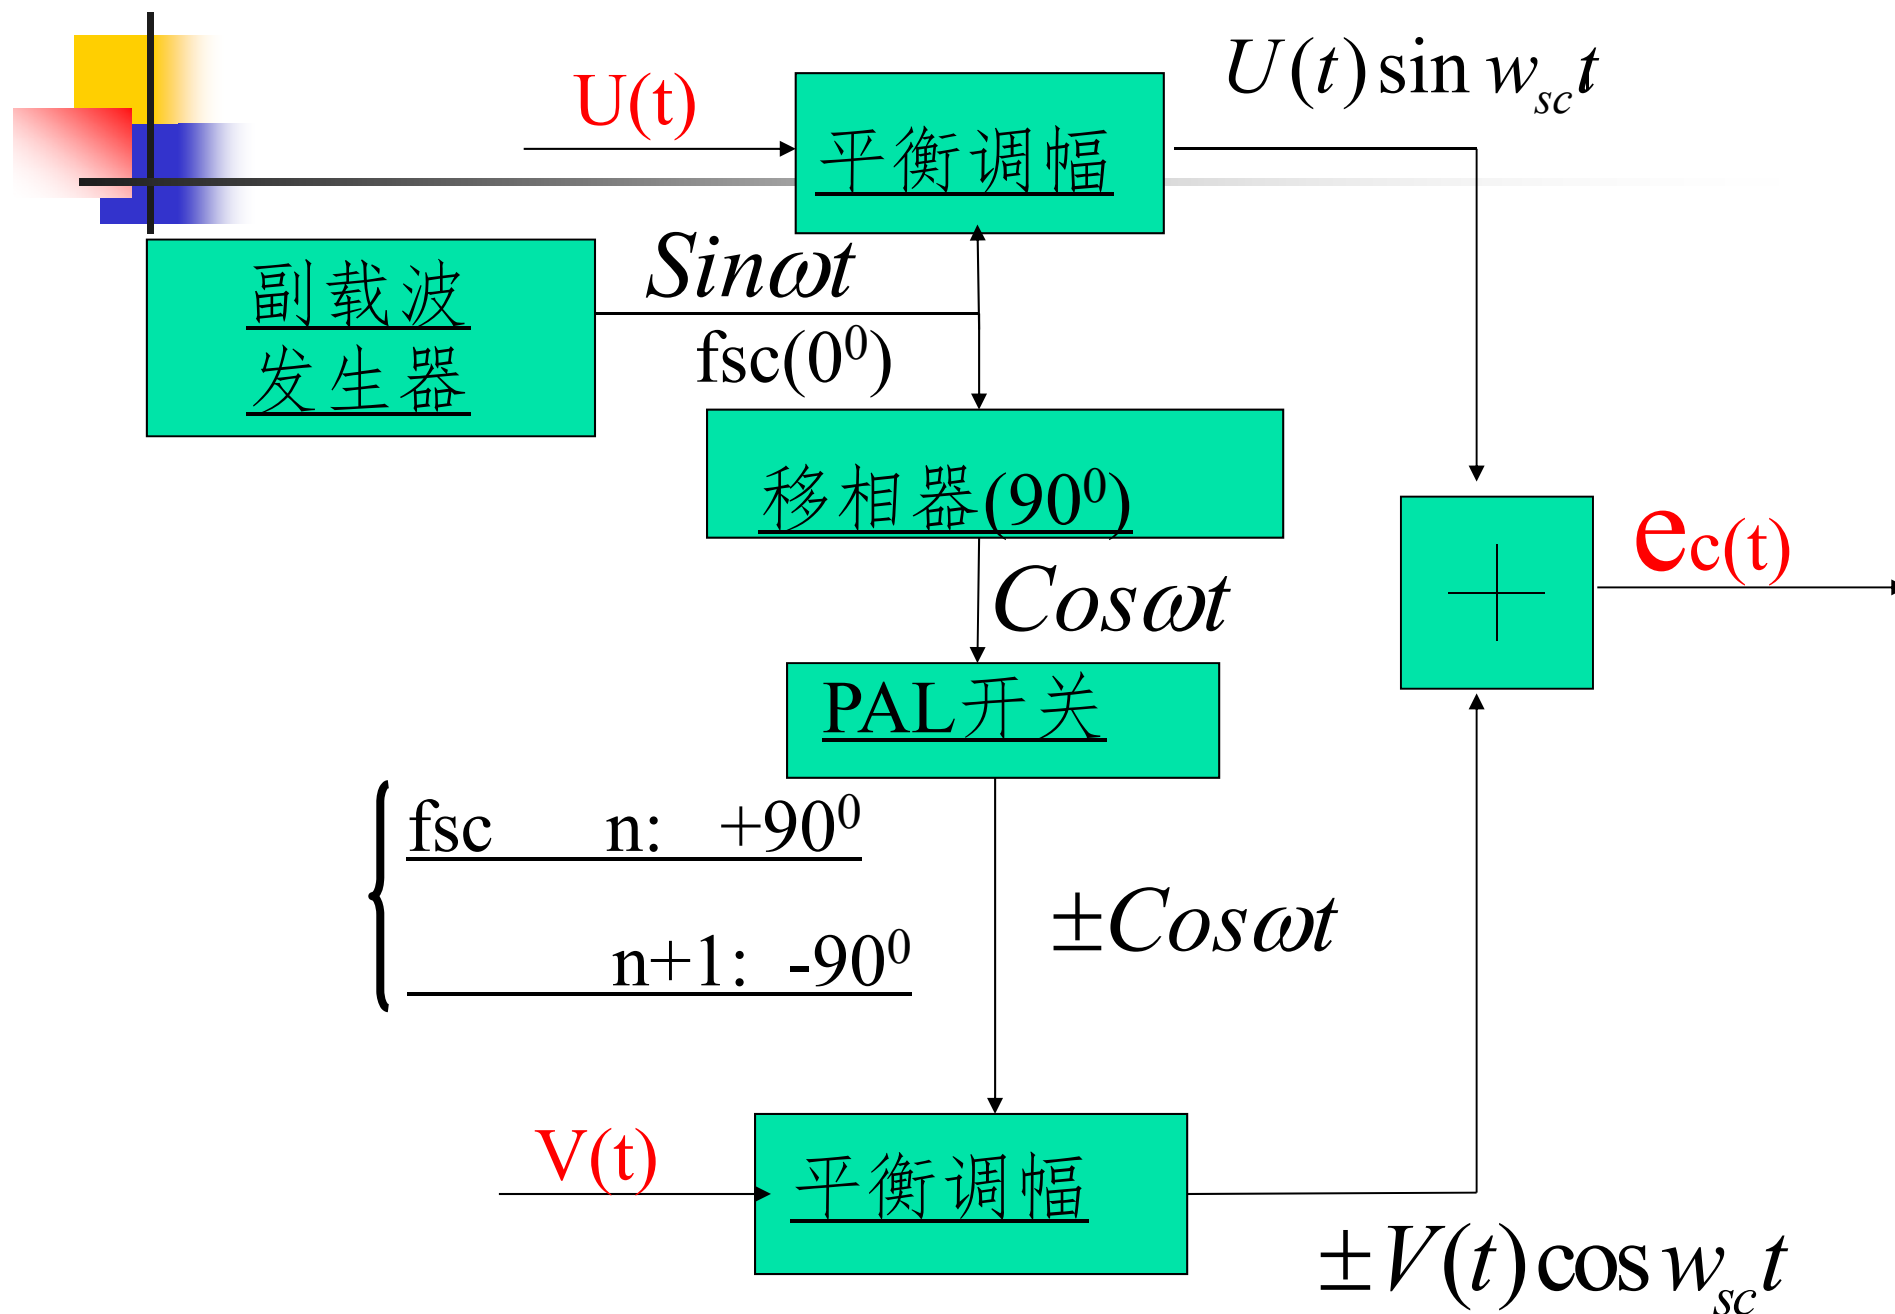 U(t)
平衡调幅
U(t) sin w_sc t
副载波
发生器
Sinωt
fsc(0⁰)
移相器(90⁰)
Cosωt
+
ec(t)
PAL开关
fsc n: +90⁰
n+1: -90⁰
±Cosωt
V(t)
平衡调幅
±V(t) cos w_sc t